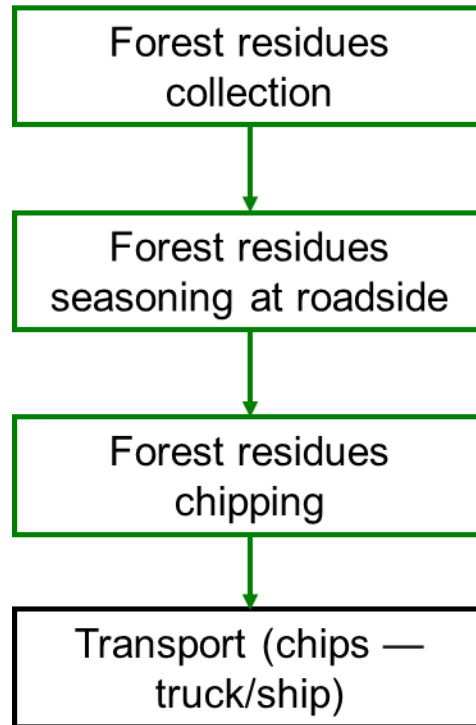 Forest residues
collection
Forest residues
seasoning at roadside
Forest residues
chipping
Transport (chips —
truck/ship)